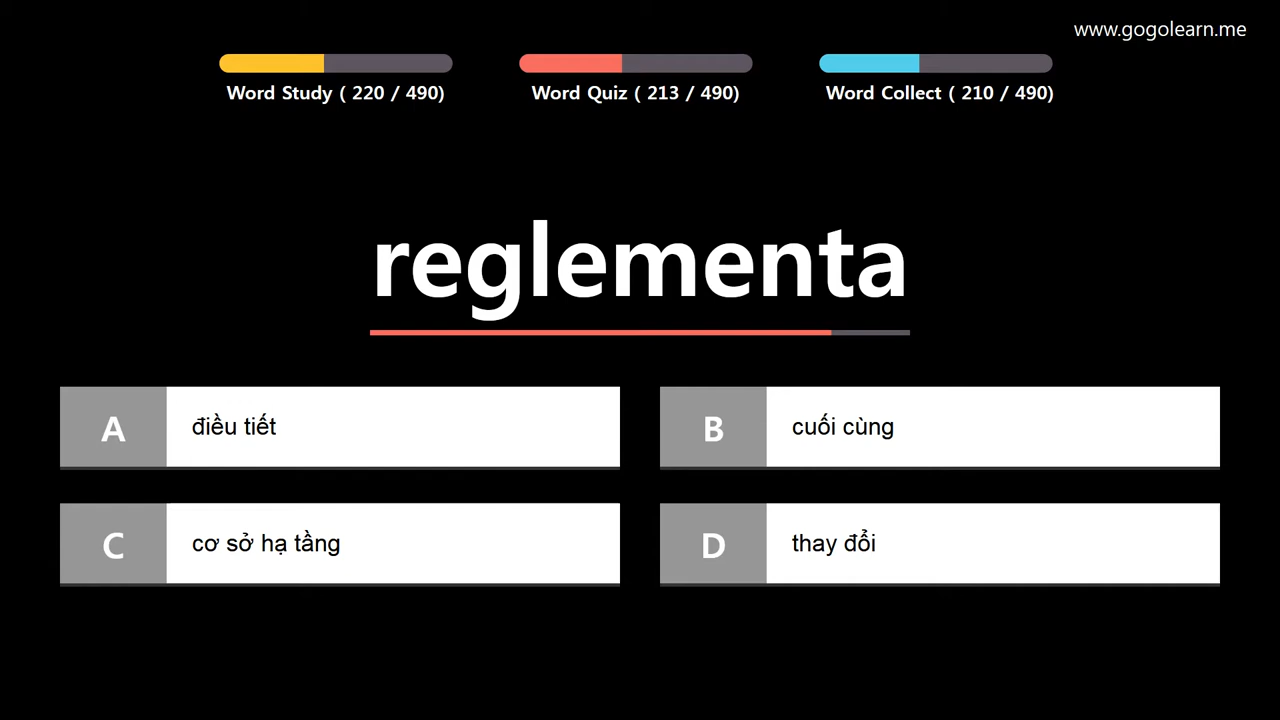 www.gogolearn.me
Word Study ( 220 / 490)
Word Quiz ( 213 / 490)
Word Collect ( 210 / 490)
reglementa
A điều tiết
B cuối cùng
C cơ sở hạ tầng
D thay đổi